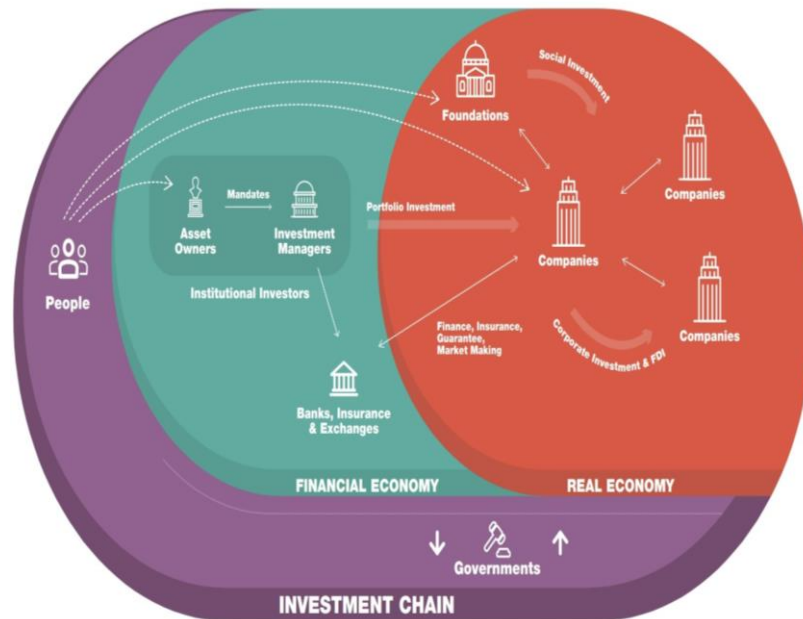 Social Investment
Foundations
Companies
Mandates
Asset
Owners
Investment
Managers
Portfolio Investment
Companies
People
Institutional Investors
Companies
Finance, Insurance,
Guarantee,
Market Making
Corporate Investment & FDI
Banks, Insurance
& Exchanges
FINANCIAL ECONOMY
REAL ECONOMY
Governments
INVESTMENT CHAIN